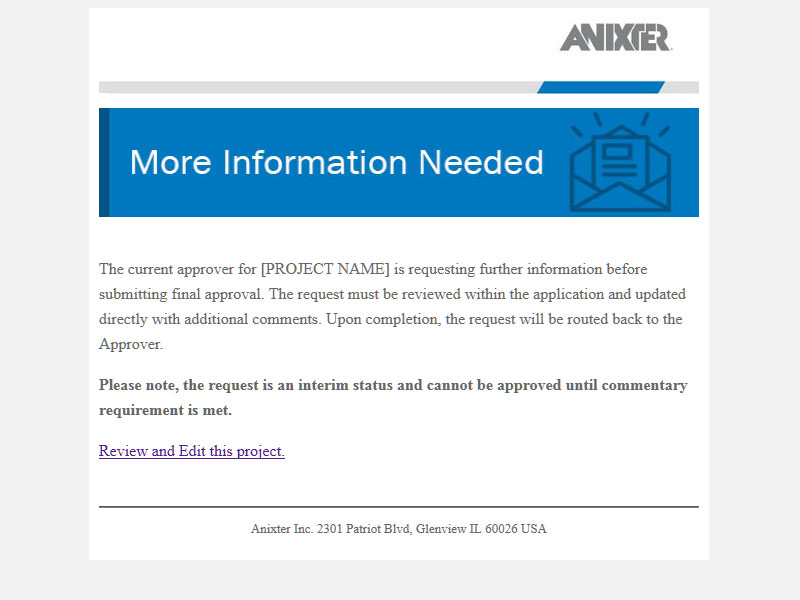 ANIXTER
More Information Needed
The current approver for [PROJECT NAME] is requesting further information before
submitting final approval. The request must be reviewed within the application and updated
directly with additional comments. Upon completion, the request will be routed back to the
Approver.
Please note, the request is an interim status and cannot be approved until commentary
requirement is met.
Review and Edit this project.
Anixter Inc. 2301 Patriot Blvd, Glenview IL 60026 USA